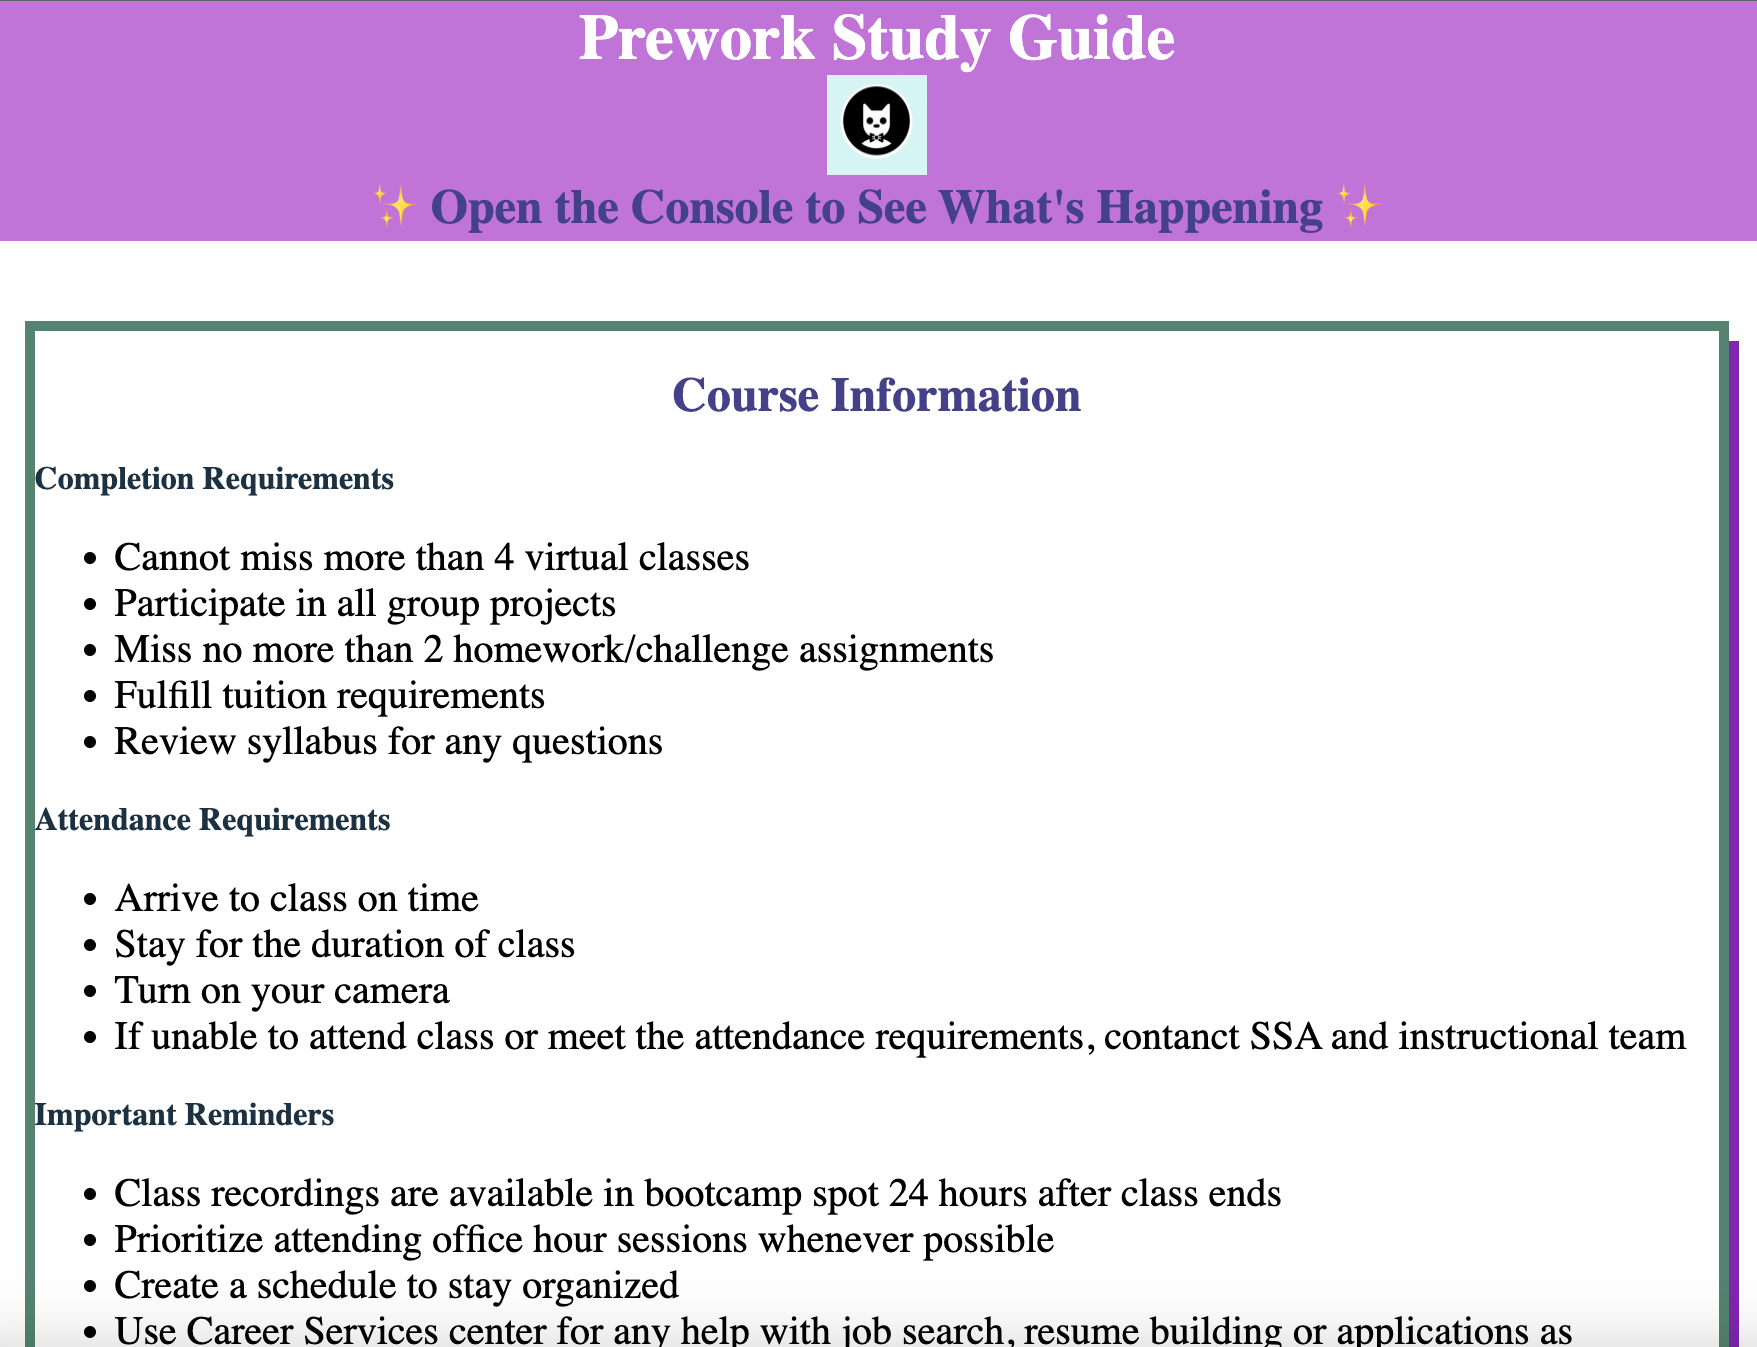 Prework Study Guide
✨ Open the Console to See What's Happening ✨
Course Information
Completion Requirements
• Cannot miss more than 4 virtual classes
• Participate in all group projects
• Miss no more than 2 homework/challenge assignments
• Fulfill tuition requirements
• Review syllabus for any questions
Attendance Requirements
• Arrive to class on time
• Stay for the duration of class
• Turn on your camera
• If unable to attend class or meet the attendance requirements, contanct SSA and instructional team
Important Reminders
• Class recordings are available in bootcamp spot 24 hours after class ends
• Prioritize attending office hour sessions whenever possible
• Create a schedule to stay organized
• Use Career Services center for any help with job search, resume building or applications as